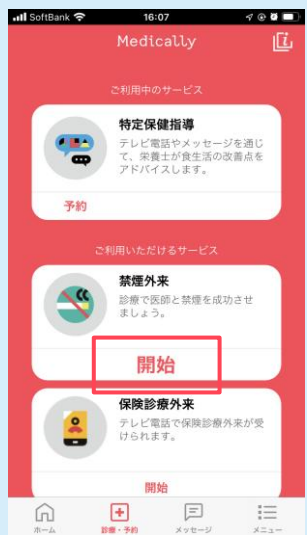 SoftBank 16:07
Medically
ご利用中のサービス
特定保健指導
テレビ電話やメッセージを通じ
て、栄養士が食生活の改善点を
アドバイスします。
予約
ご利用いただけるサービス
禁煙外来
診療で医師と禁煙を成功させ
ましょう。
開始
保険診療外来
テレビ電話で保険診療外来が受
けられます。
開始
ホーム 診療・予約 メッセージ メニュー